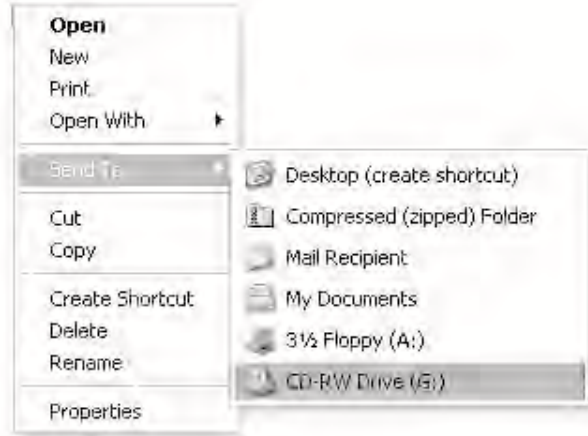 Open
New
Print
Open With
Send To
Desktop (create shortcut)
Compressed (zipped) Folder
Mail Recipient
My Documents
3½ Floppy (A:)
CD-RW Drive (G:)
Cut
Copy
Create Shortcut
Delete
Rename
Properties